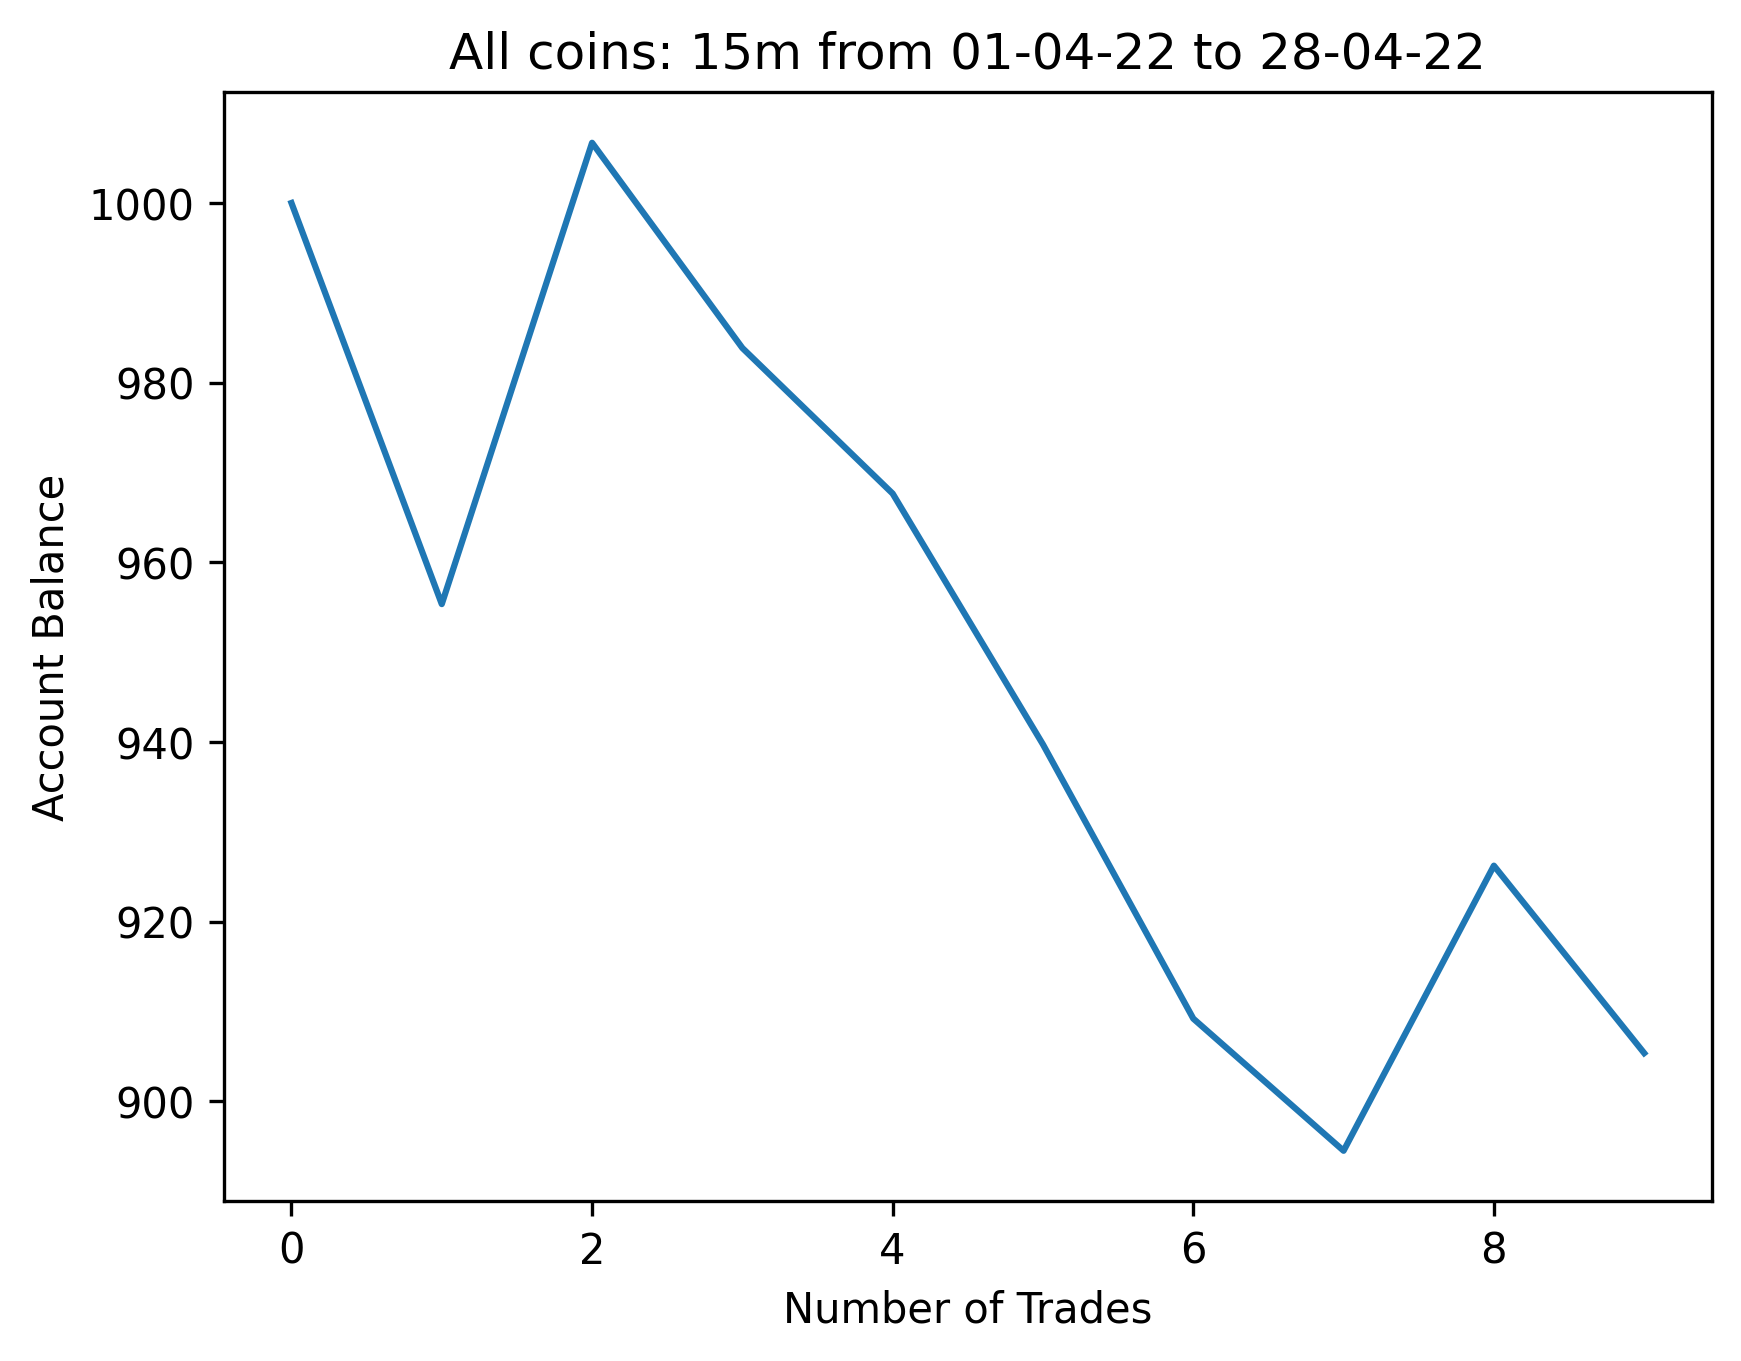 All coins: 15m from 01-04-22 to 28-04-22
1000
980
960
940
920
900
Account Balance
0 2 4 6 8
Number of Trades